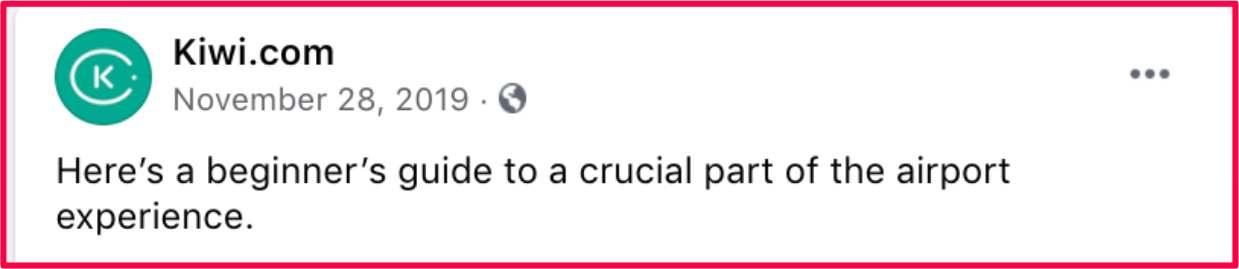 Kiwi.com
November 28, 2019 ·
Here’s a beginner’s guide to a crucial part of the airport
experience.